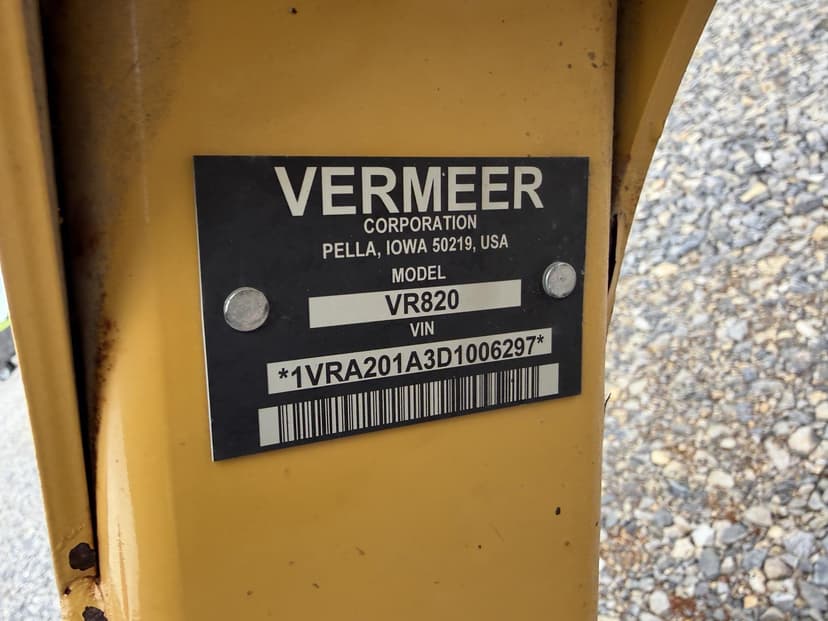 VERMEER
CORPORATION
PELLA, IOWA 50219, USA
MODEL
VR820
VIN
*1VRA201A3D1006297*